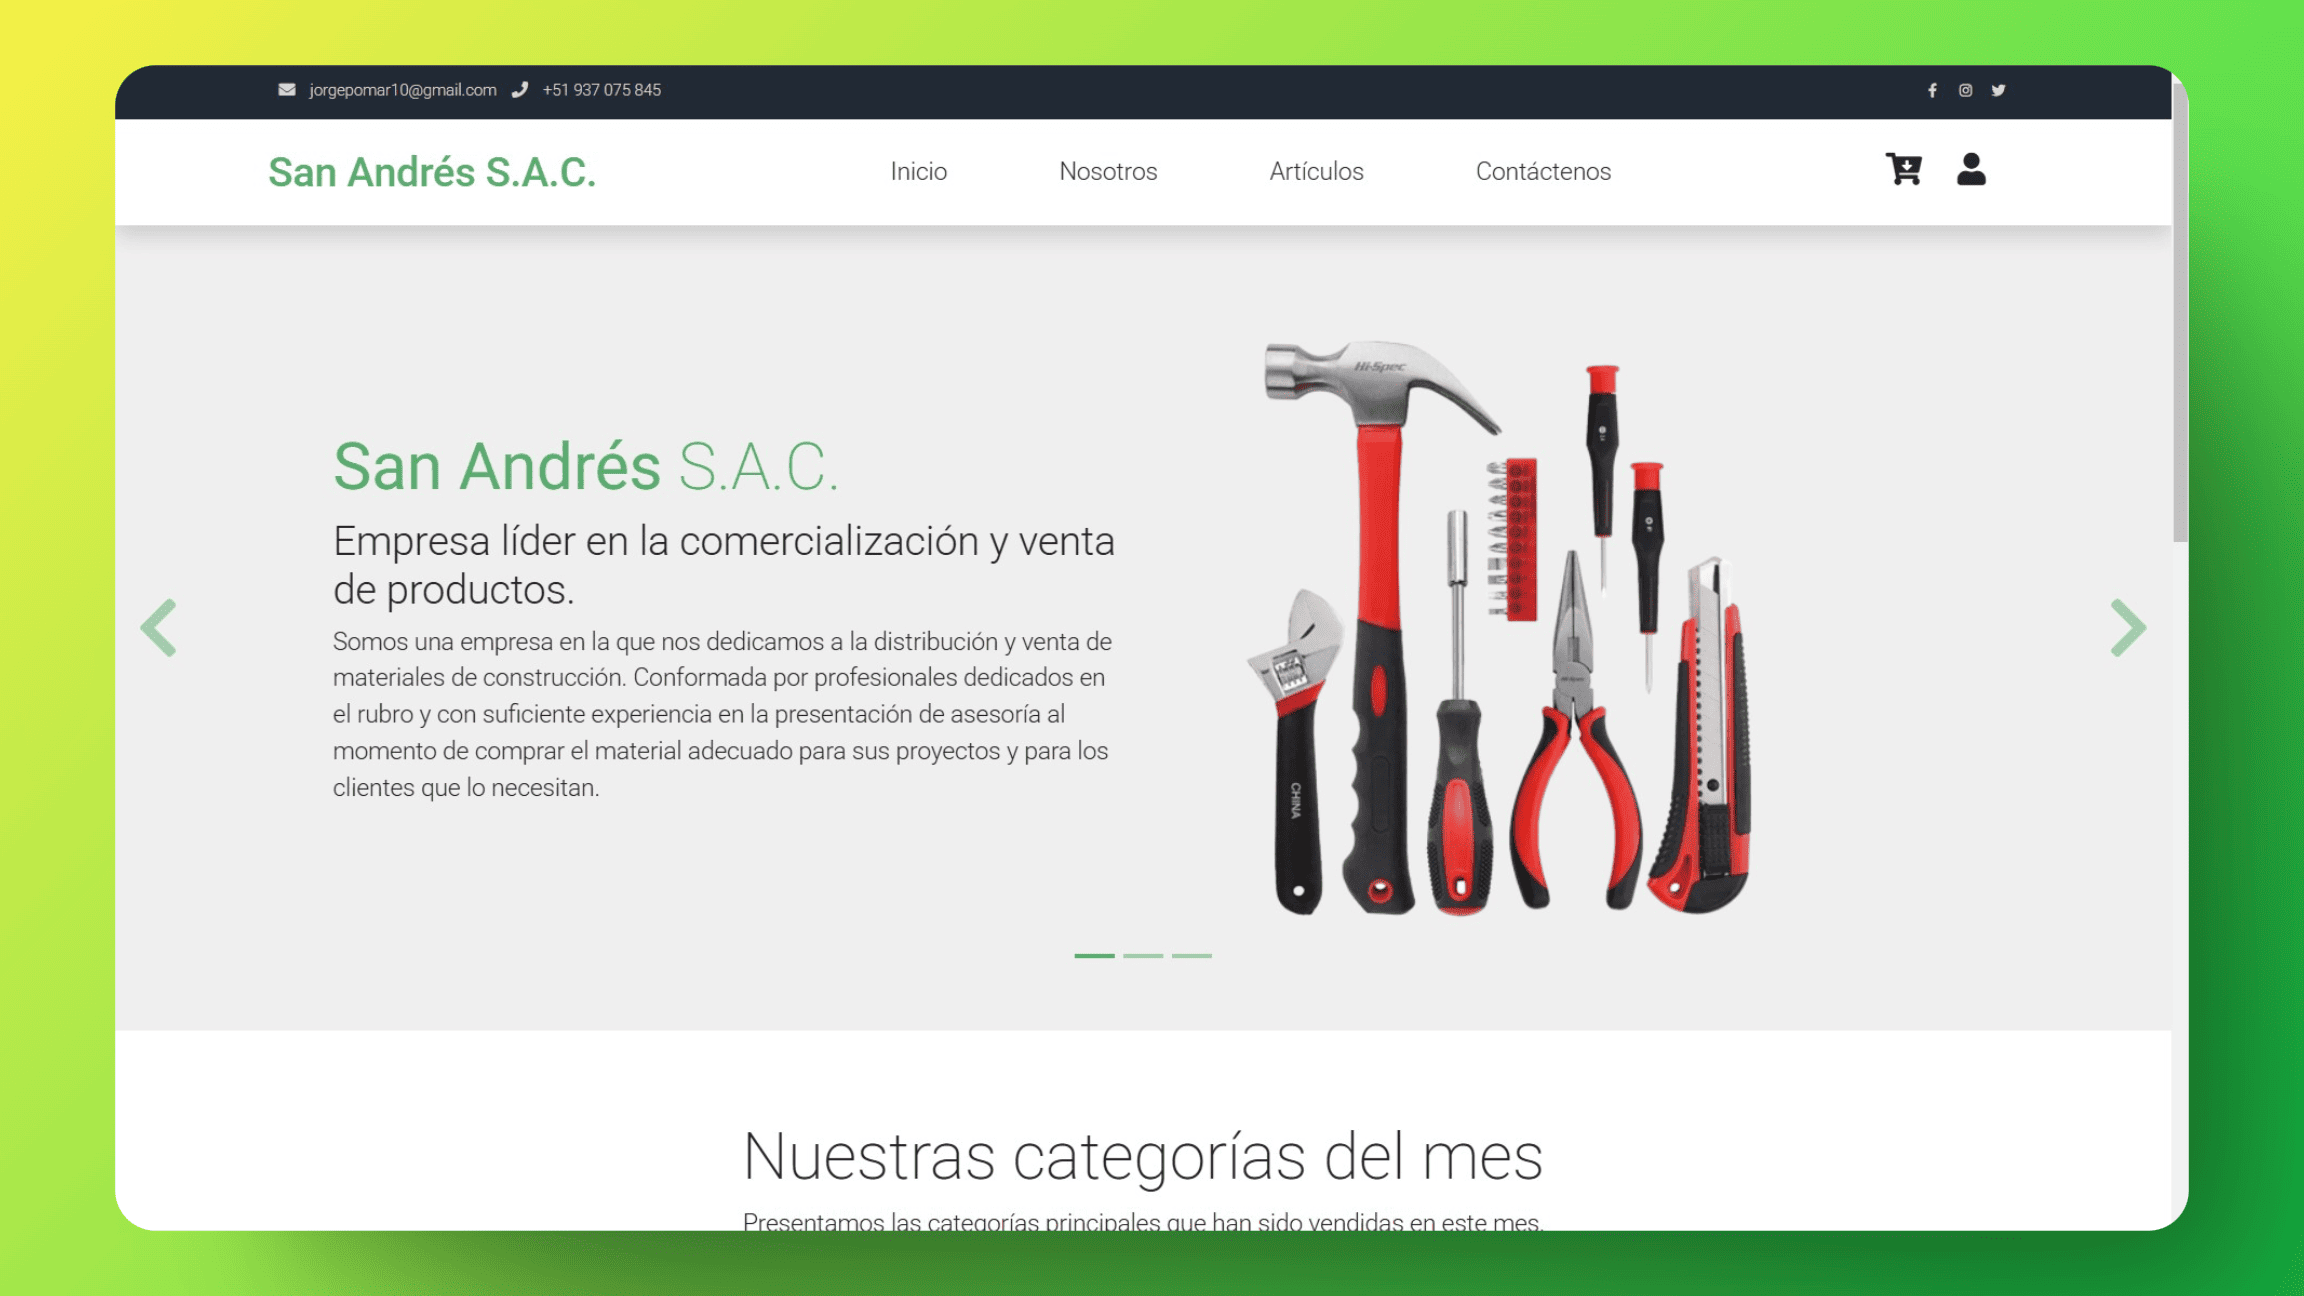 jorgepomar10@gmail.com +51 937 075 845
San Andrés S.A.C. Inicio Nosotros Artículos Contáctenos
San Andrés S.A.C.
Empresa líder en la comercialización y venta
de productos.
Somos una empresa en la que nos dedicamos a la distribución y venta de
materiales de construcción. Conformada por profesionales dedicados en
el rubro y con suficiente experiencia en la presentación de asesoría al
momento de comprar el material adecuado para sus proyectos y para los
clientes que lo necesitan.
Hi-Spec
CHINA
Nuestras categorías del mes
Presentamos las categorías principales que han sido vendidas en este mes.